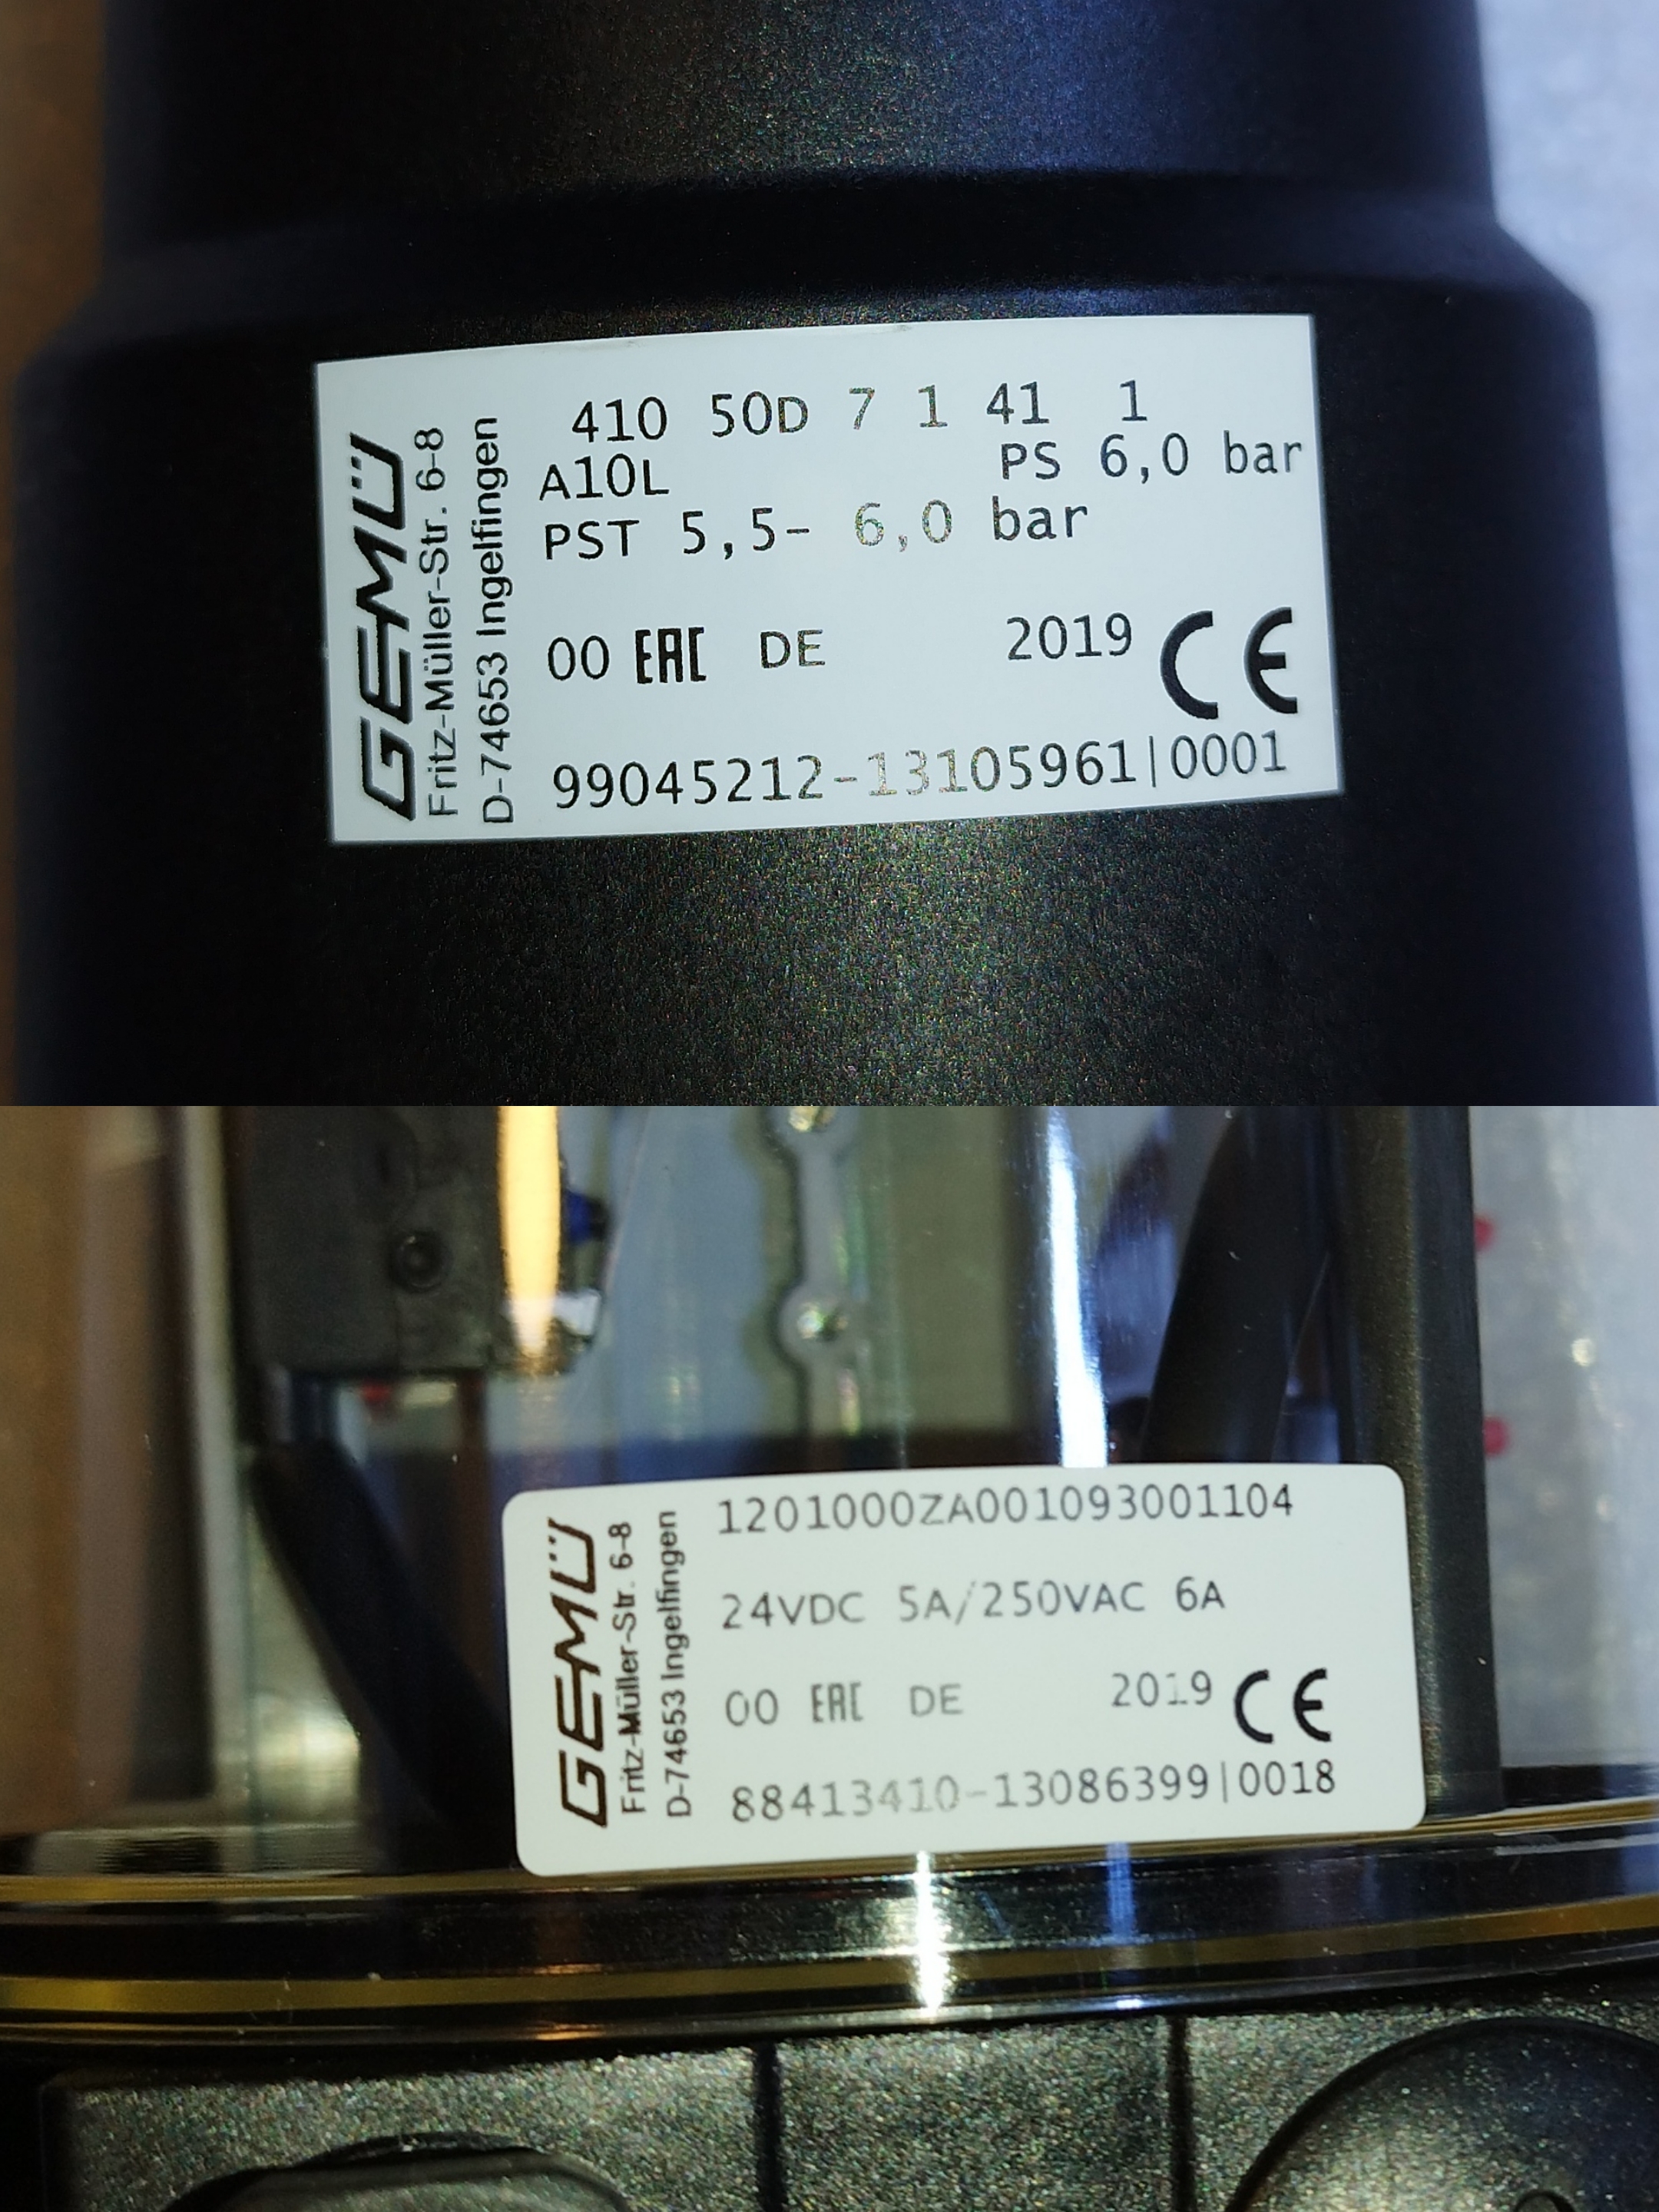 GEMÜ
Fritz-Müller-Str. 6-8
D-74653 Ingelfingen
410 50D 7 1 41 1
A10L PS 6,0 bar
PST 5,5- 6,0 bar
00 EAC DE 2019 CE
99045212-13105961|0001
GEMÜ
Fritz-Müller-Str. 6-8
D-74653 Ingelfingen
1201000ZA001093001104
24VDC 5A/250VAC 6A
00 EAC DE 2019 CE
88413410-13086399|0018